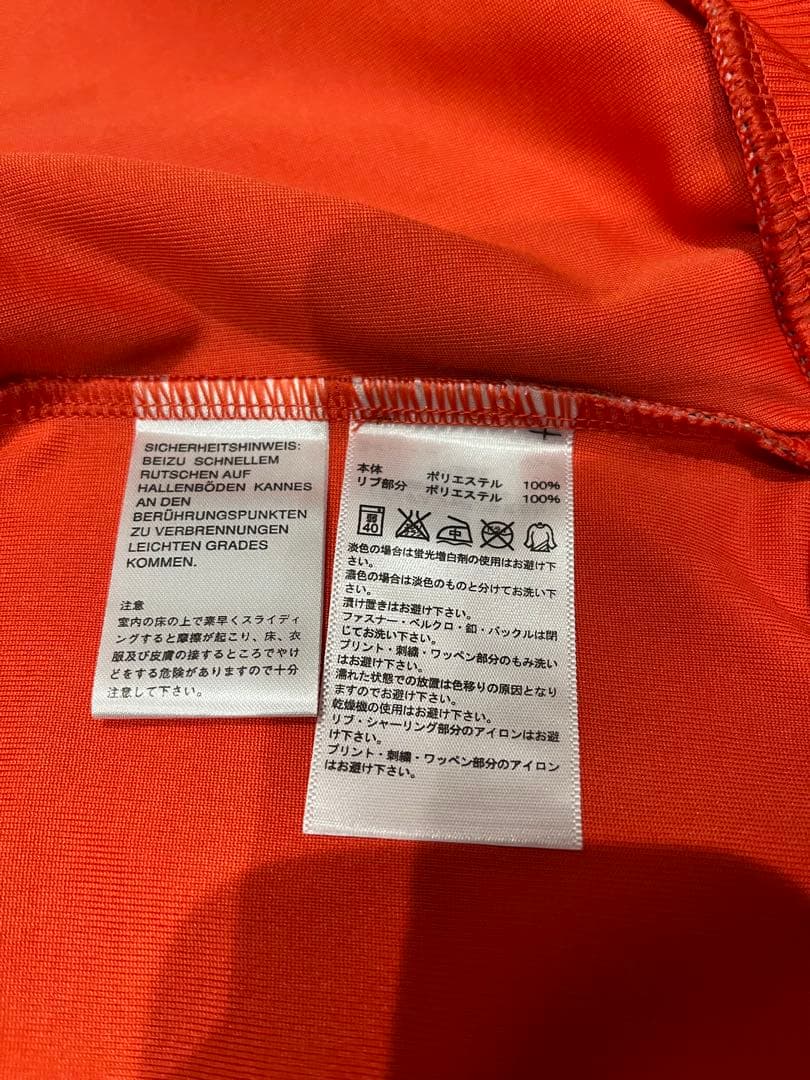 SICHERHEITSHINWEIS:
BEIZU SCHNELLEM
RUTSCHEN AUF
HALLENBÖDEN KANNES
AN DEN
BERÜHRUNGSPUNKTEN
ZU VERBRENNUNGEN
LEICHTEN GRADES
KOMMEN.
注意
室内の床の上で素早くスライディ
ングすると摩擦が起こり、床、衣
服及び皮膚の接するところでやけ
どをする危険がありますので十分
注意して下さい。
本体 ポリエステル 100%
リブ部分 ポリエステル 100%
弱
40
中
淡色の場合は蛍光増白剤の使用はお避け下
さい。
濃色の場合は淡色のものと分けてお洗い下
さい。
漬け置きはお避け下さい。
ファスナー・ベルクロ・釦・バックルは閉
じてお洗い下さい。
プリント・刺繍・ワッペン部分のもみ洗い
はお避け下さい。
濡れた状態での放置は色移りの原因となり
ますのでお避け下さい。
乾燥機の使用はお避け下さい。
リブ・シャーリング部分のアイロンはお避
け下さい。
プリント・刺繍・ワッペン部分のアイロン
はお避け下さい。